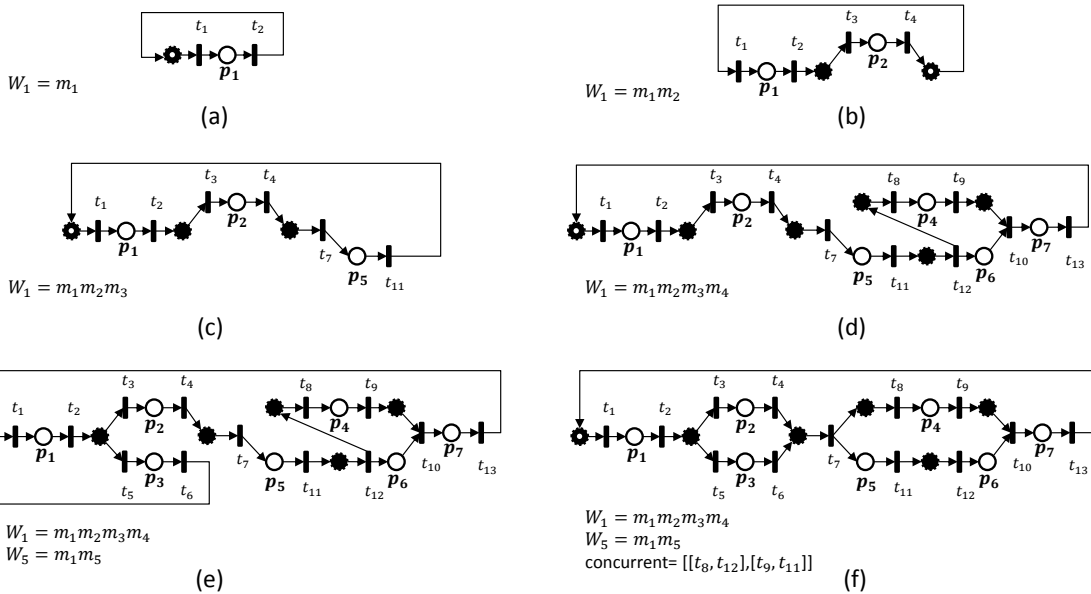 t₁ t₂
p₁
W₁ = m₁
(a)
t₃ t₄
t₁ t₂
p₂
p₁
W₁ = m₁m₂
(b)
t₃ t₄
t₁ t₂
p₂
p₁
t₇
p₅
t₁₁
W₁ = m₁m₂m₃
(c)
t₃ t₄ t₈ t₉
t₁ t₂
p₂ p₄
p₁ p₇
t₇ t₁₀ t₁₃
p₅ t₁₁ t₁₂ p₆
W₁ = m₁m₂m₃m₄
(d)
t₃ t₄ t₈ t₉
t₁ t₂
p₂ p₄
p₁ p₇
t₇ t₁₀ t₁₃
p₃ p₅ p₆
t₅ t₆ t₁₁ t₁₂
W₁ = m₁m₂m₃m₄
W₅ = m₁m₅
(e)
t₃ t₄ t₈ t₉
t₁ t₂
p₂ p₄
p₁ p₇
t₇ t₁₀ t₁₃
p₃ p₅ p₆
t₅ t₆ t₁₁ t₁₂
W₁ = m₁m₂m₃m₄
W₅ = m₁m₅
concurrent= [[t₈, t₁₂],[t₉, t₁₁]]
(f)